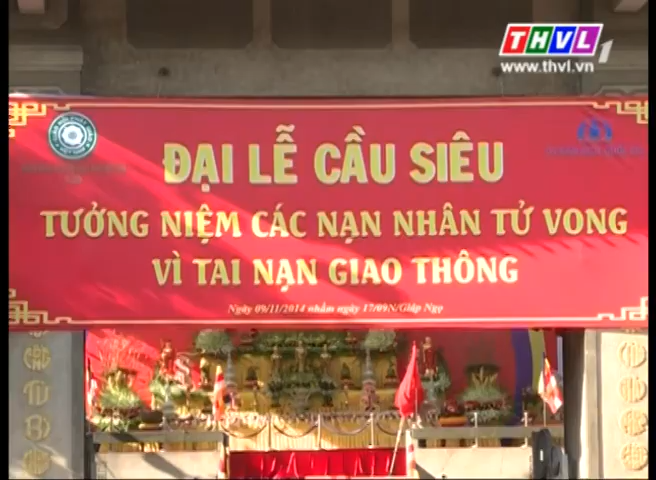 THVL1
www.thvl.vn
ĐẠI LỄ CẦU SIÊU
TƯỞNG NIỆM CÁC NẠN NHÂN TỬ VONG
VÌ TAI NẠN GIAO THÔNG
Ngày 09/11/2014 nhằm ngày 17/09N/Giáp Ngọ